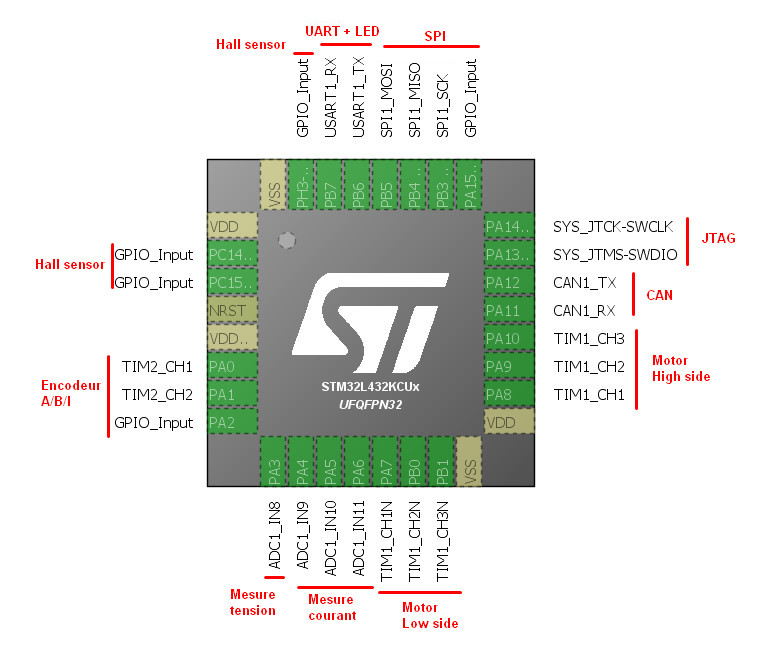 Hall sensor
UART + LED
SPI
GPIO_Input
USART1_RX
USART1_TX
SPI1_MOSI
SPI1_MISO
SPI1_SCK
GPIO_Input
VSS
PH3-..
PB7
PB6
PB5
PB4 ..
PB3 ..
PA15..
Hall sensor
GPIO_Input
GPIO_Input
VDD
PC14..
PC15..
NRST
VDD..
Encodeur
A/B/I
TIM2_CH1
TIM2_CH2
GPIO_Input
PA0
PA1
PA2
STM32L432KCUx
UFQFPN32
PA14..
PA13..
PA12
PA11
PA10
PA9
PA8
VDD
SYS_JTCK-SWCLK
SYS_JTMS-SWDIO
JTAG
CAN1_TX
CAN1_RX
CAN
TIM1_CH3
TIM1_CH2
TIM1_CH1
Motor
High side
PA3
PA4
PA5
PA6
PA7
PB0
PB1
VSS
ADC1_IN8
ADC1_IN9
ADC1_IN10
ADC1_IN11
TIM1_CH1N
TIM1_CH2N
TIM1_CH3N
Mesure
tension
Mesure
courant
Motor
Low side